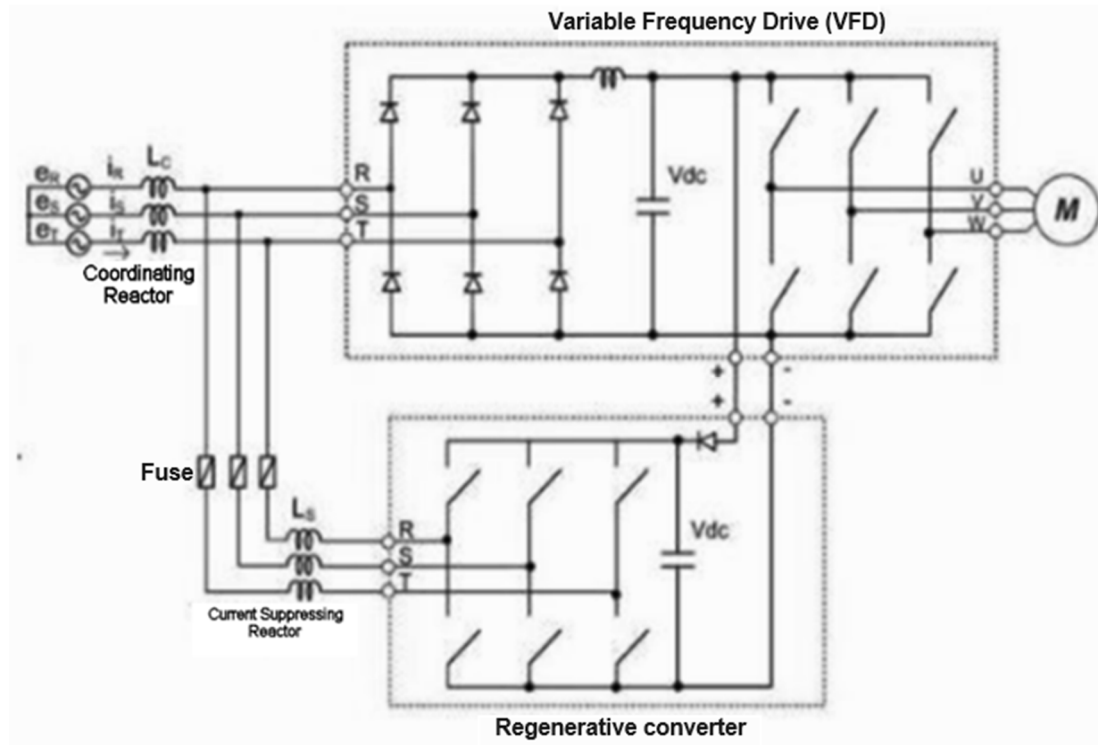 Variable Frequency Drive (VFD)
eR iR LC R
eS iS S
eT iT T
Coordinating
Reactor
Vdc
U
V
W
M
+ -
+ -
Fuse
LS
R
S
T
Vdc
Current Suppressing
Reactor
Regenerative converter